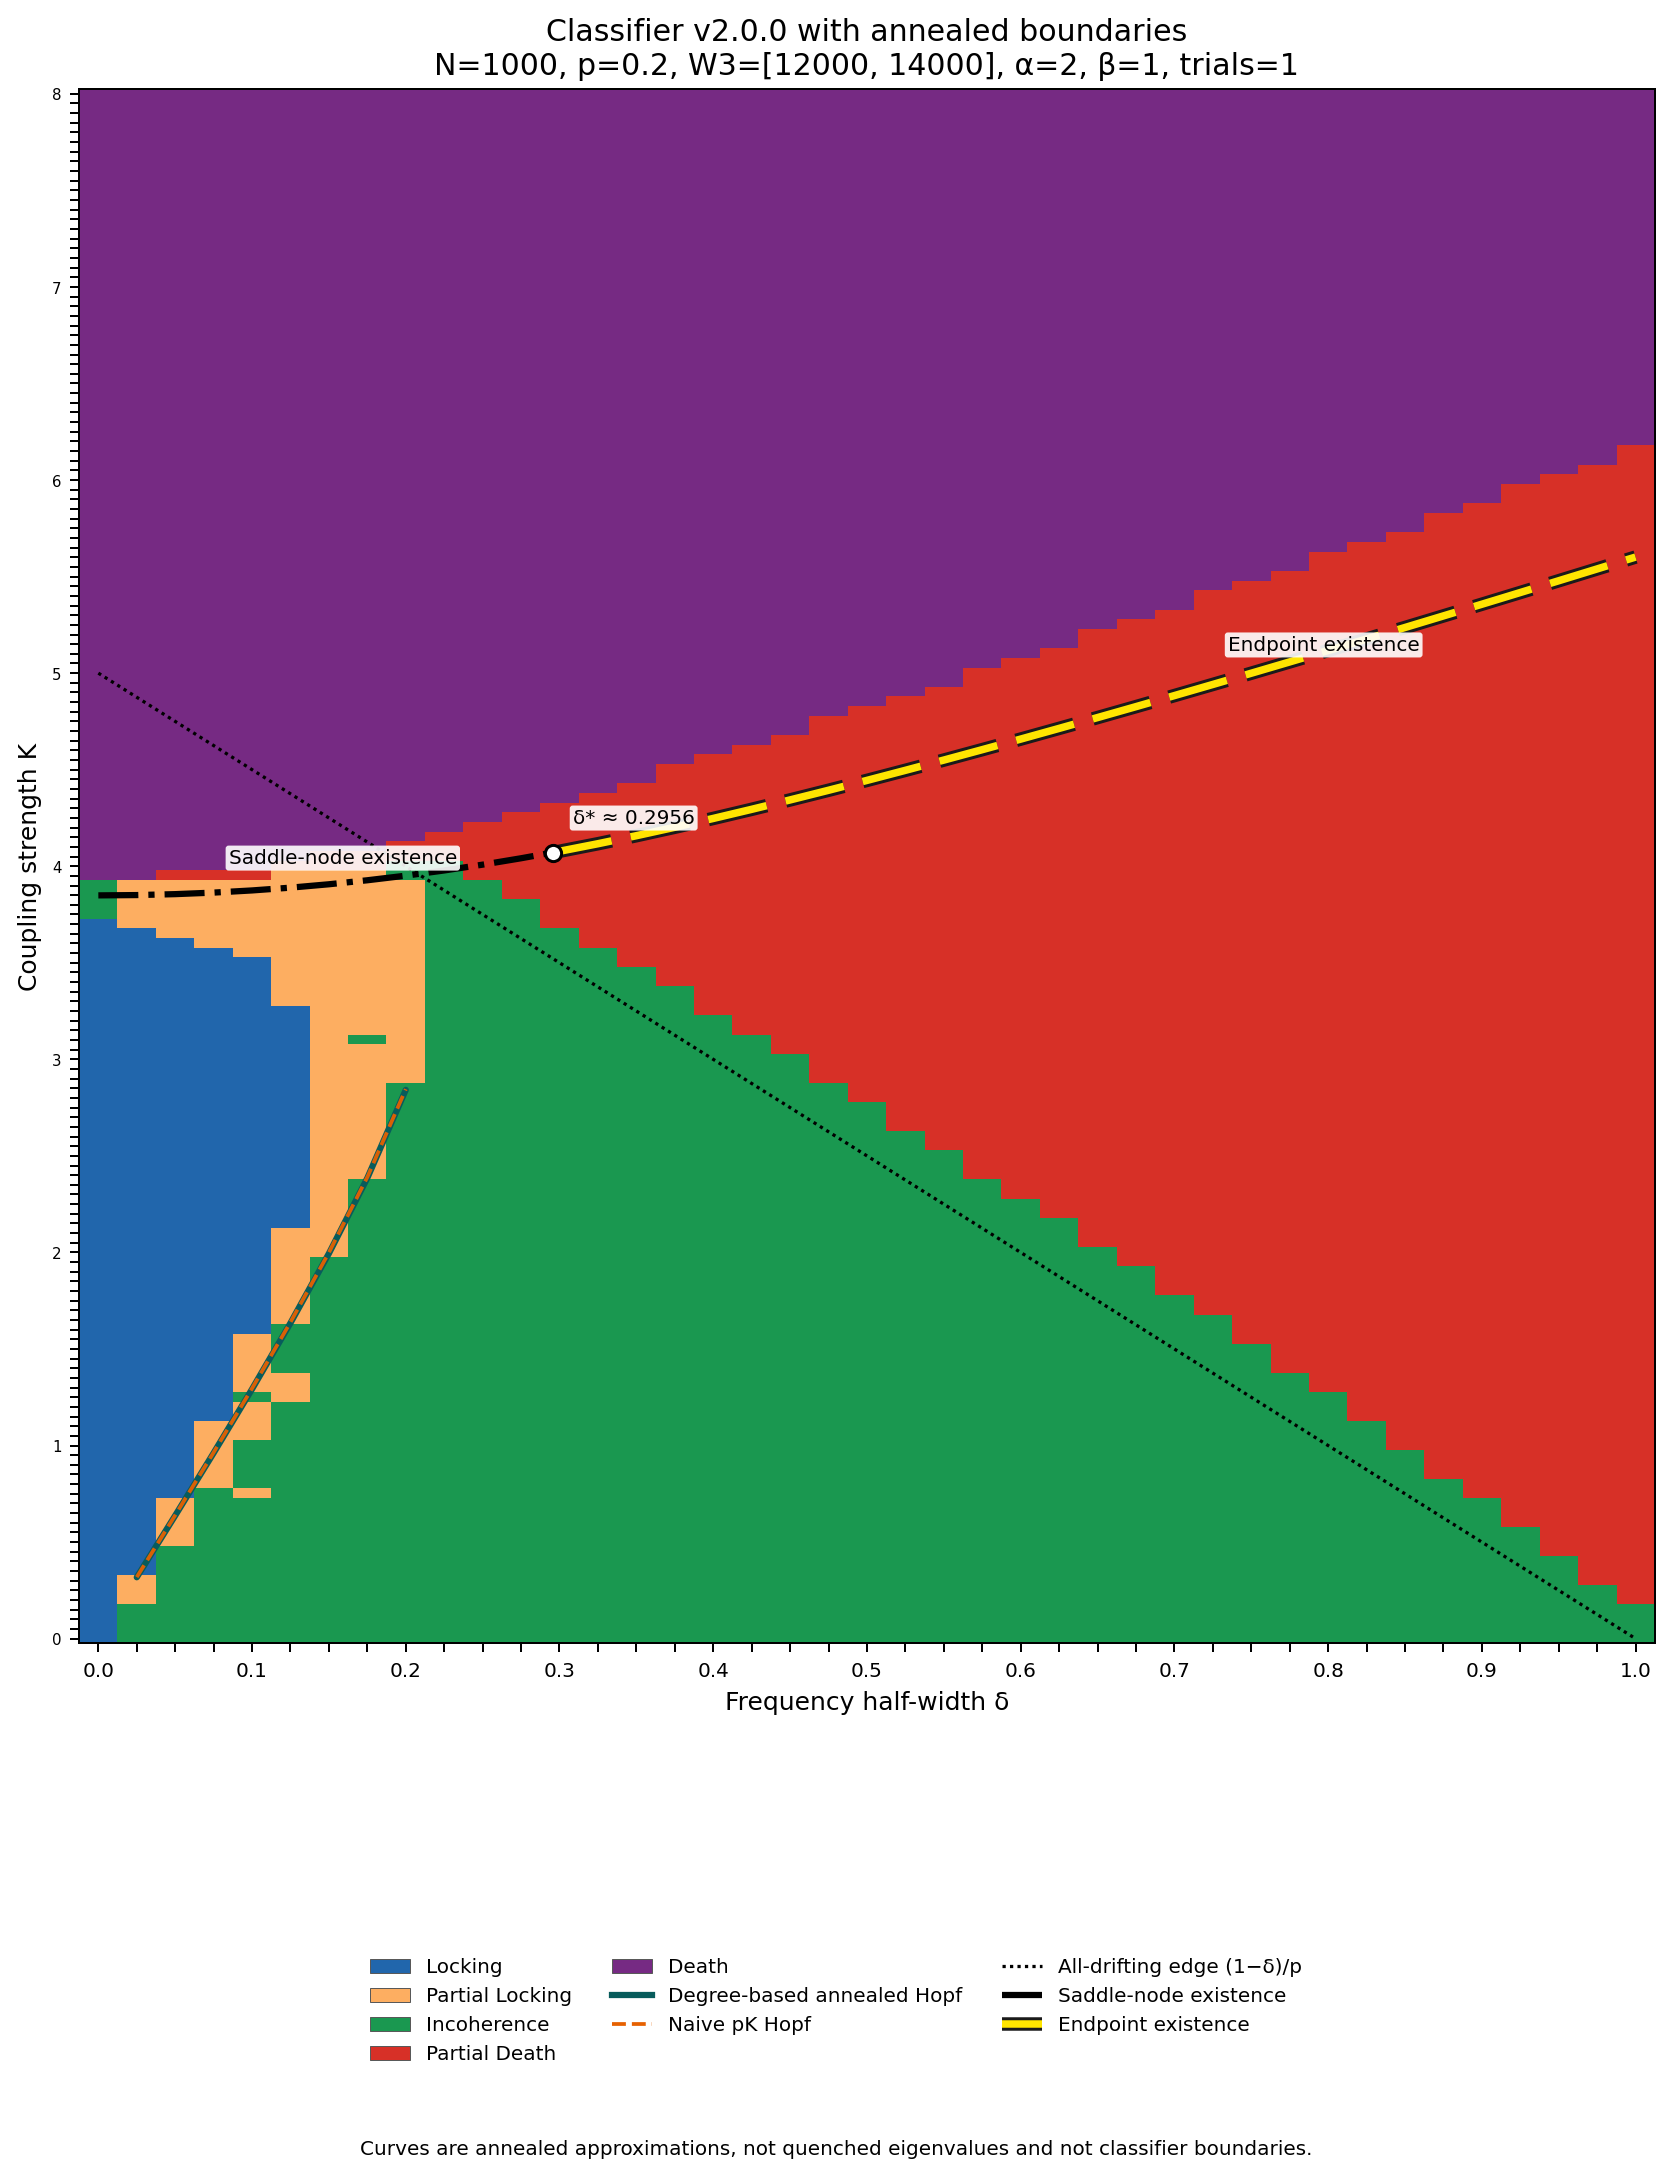 Classifier v2.0.0 with annealed boundaries
N=1000, p=0.2, W3=[12000, 14000], α=2, β=1, trials=1
8
7
6
5
4
3
2
1
0
Coupling strength K
Endpoint existence
δ* ≈ 0.2956
Saddle-node existence
0.0 0.1 0.2 0.3 0.4 0.5 0.6 0.7 0.8 0.9 1.0
Frequency half-width δ
Locking
Partial Locking
Incoherence
Partial Death
Death
Degree-based annealed Hopf
Naive pK Hopf
All-drifting edge (1−δ)/p
Saddle-node existence
Endpoint existence
Curves are annealed approximations, not quenched eigenvalues and not classifier boundaries.